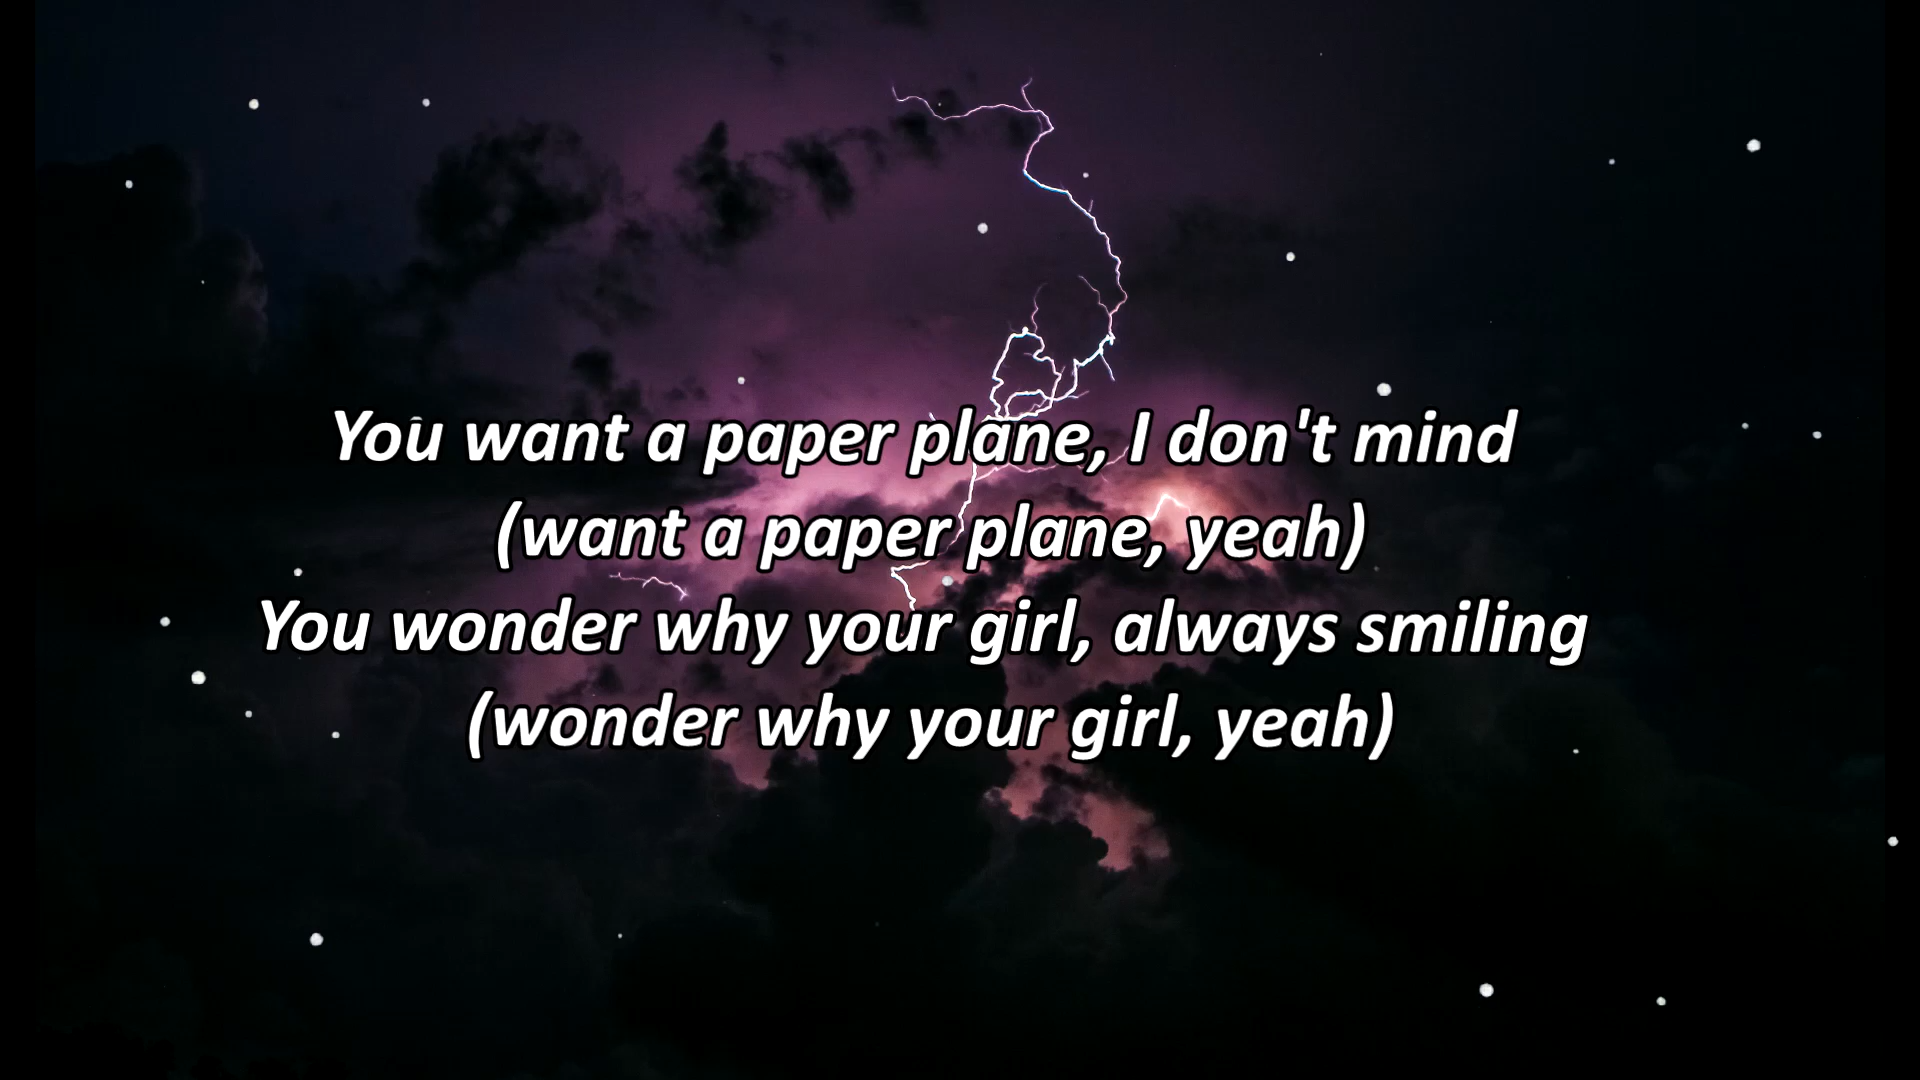 You want a paper plane, I don't mind
(want a paper plane, yeah)
You wonder why your girl, always smiling
(wonder why your girl, yeah)